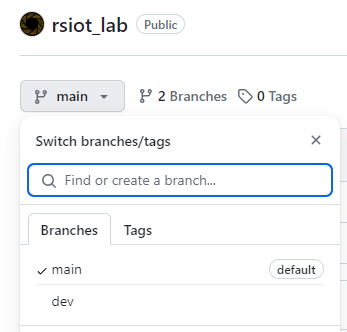 rsiot_lab Public
main 2 Branches 0 Tags
Switch branches/tags
Find or create a branch...
Branches Tags
main default
dev